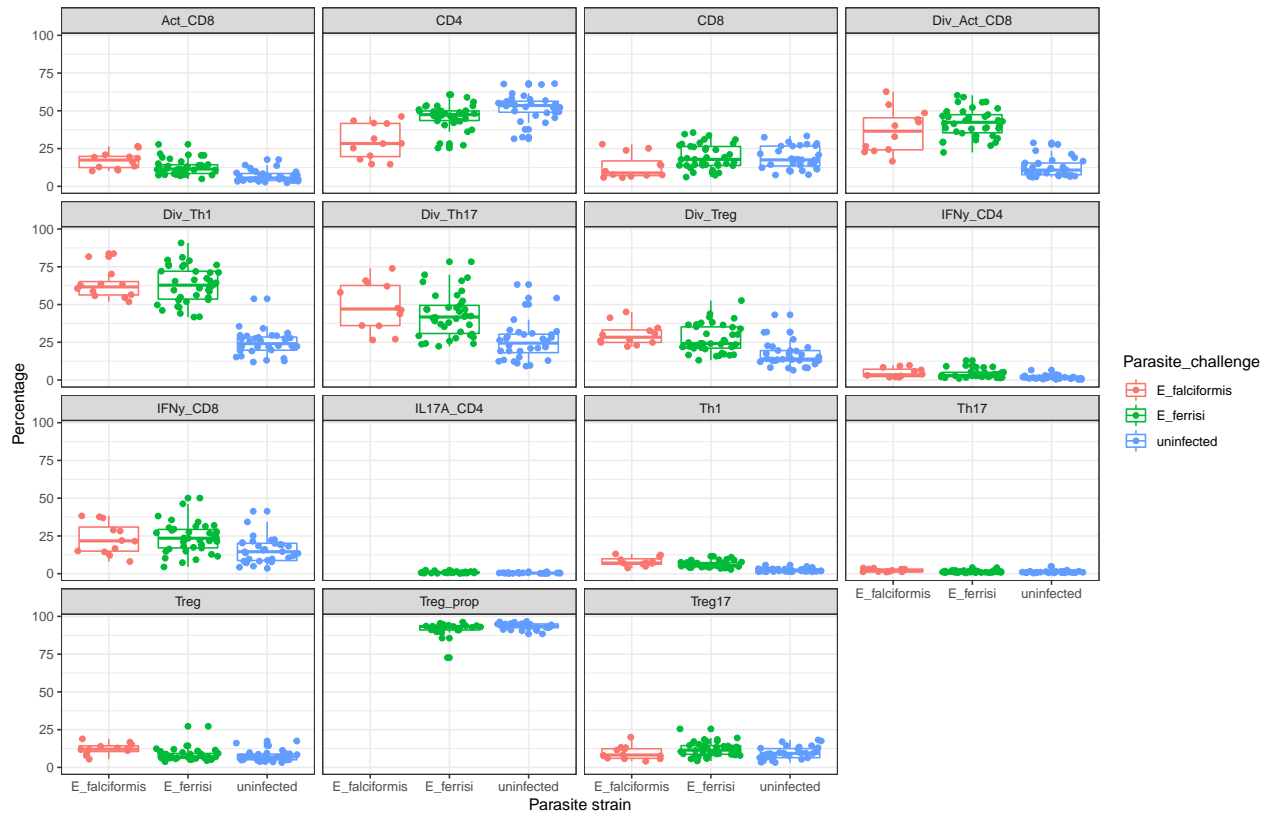 Act_CD8 CD4 CD8 Div_Act_CD8
100
75
50
25
0
Div_Th1 Div_Th17 Div_Treg IFNy_CD4
100
75
50
25
0
IFNy_CD8 IL17A_CD4 Th1 Th17
100
75
50
25
0
E_falciformis E_ferrisi uninfected
Treg Treg_prop Treg17
100
75
50
25
0
E_falciformis E_ferrisi uninfected E_falciformis E_ferrisi uninfected E_falciformis E_ferrisi uninfected
Parasite strain
Percentage
Parasite_challenge
E_falciformis
E_ferrisi
uninfected